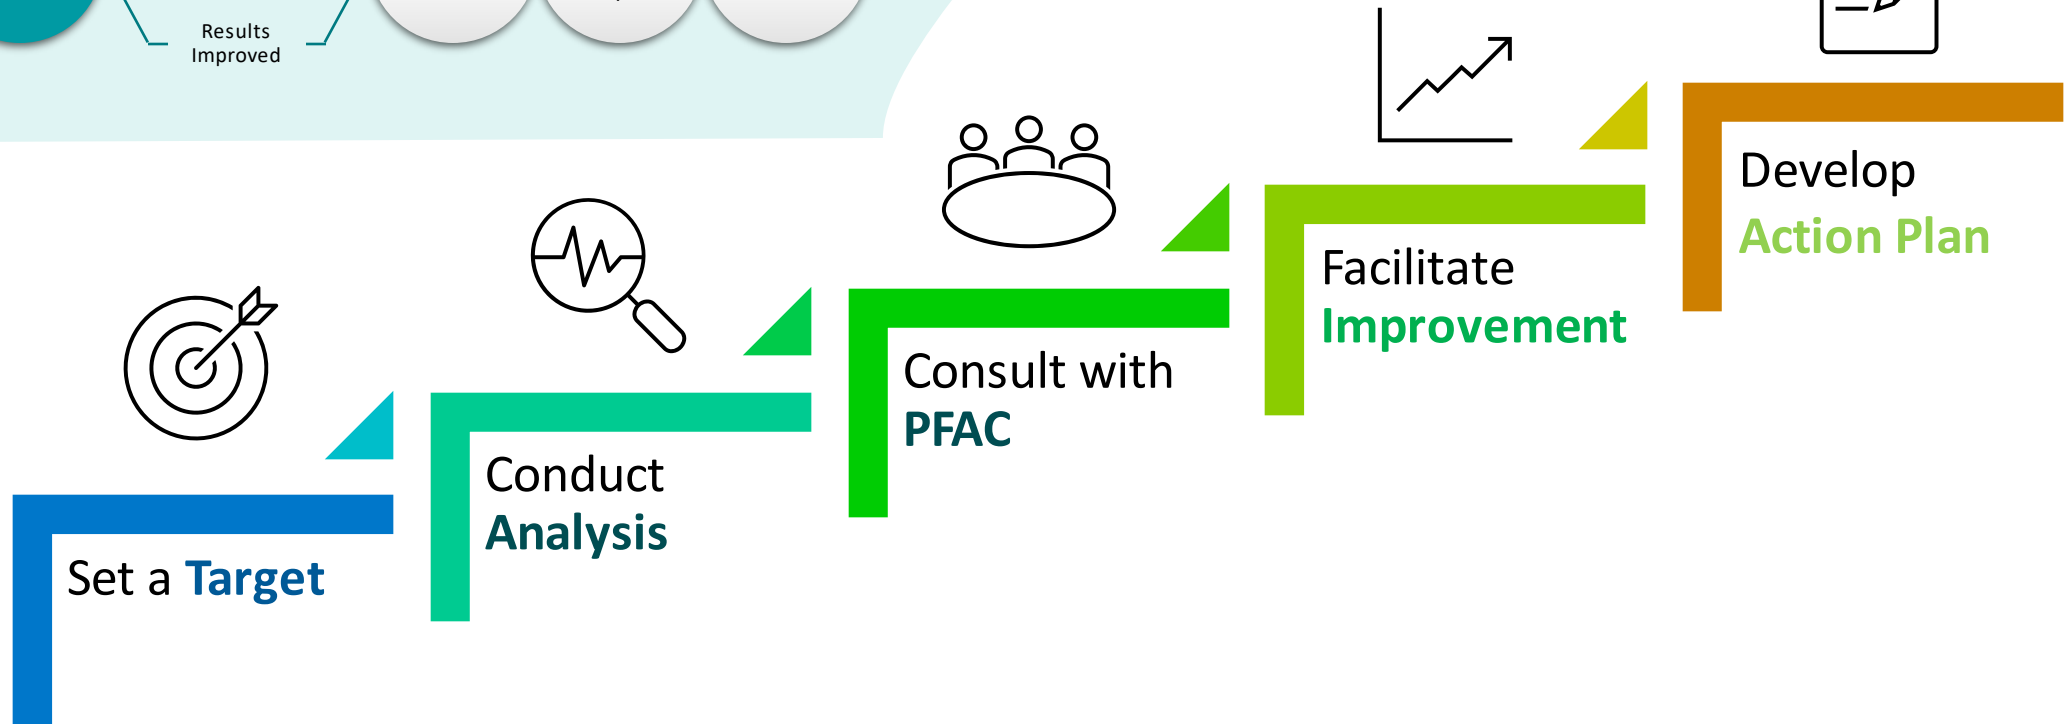 Results
Improved
Set a Target
Conduct
Analysis
Consult with
PFAC
Facilitate
Improvement
Develop
Action Plan